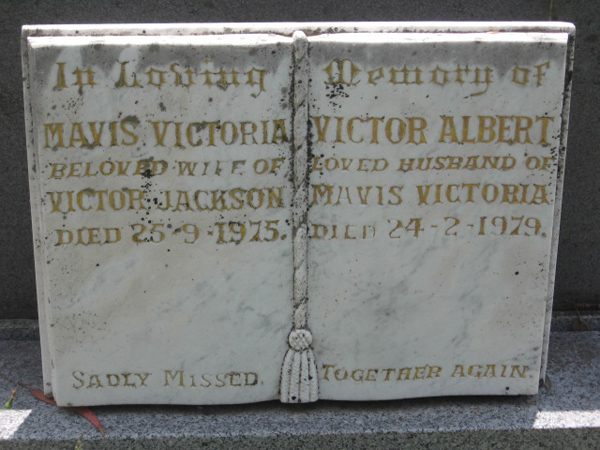 In Loving Memory of
MAVIS VICTORIA
BELOVED WIFE OF
VICTOR JACKSON
DIED 25-9-1975.
SADLY MISSED.
VICTOR ALBERT
LOVED HUSBAND OF
MAVIS VICTORIA
DIED 24-2-1979.
TOGETHER AGAIN.